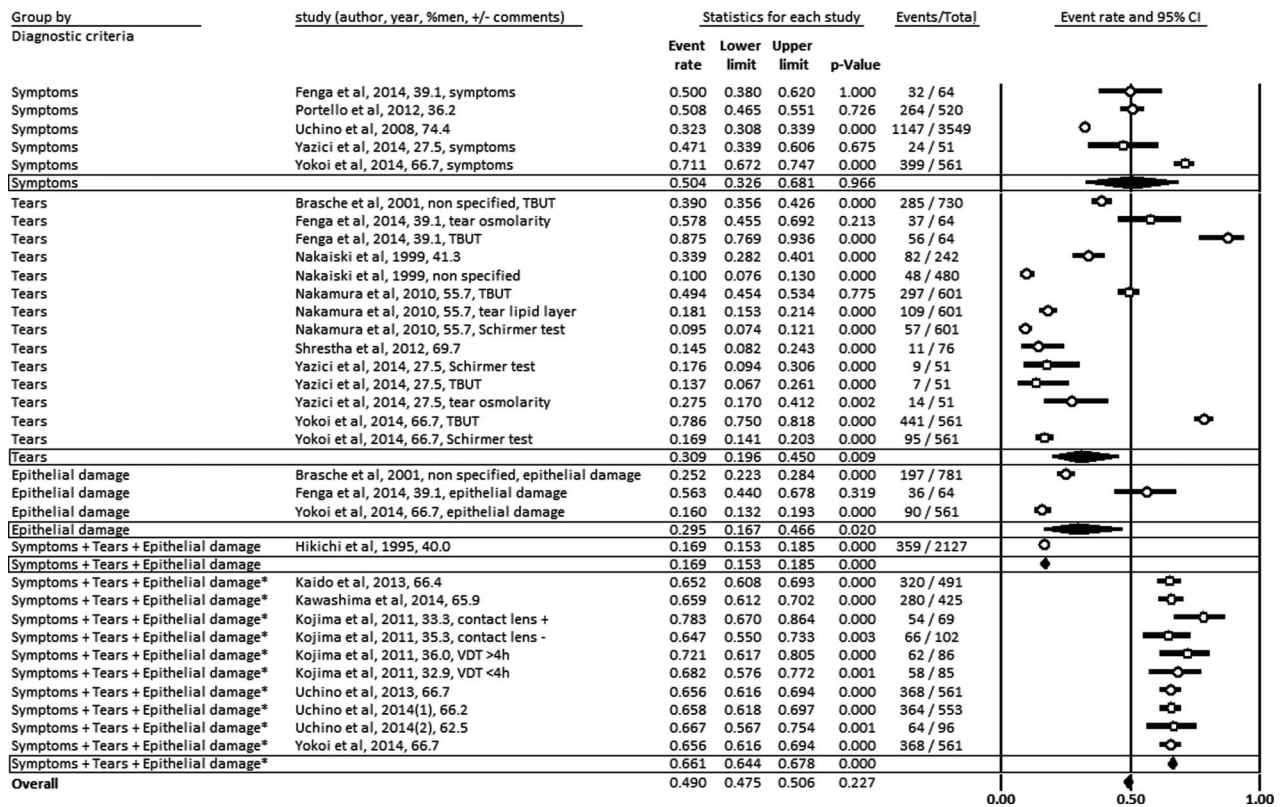 Group by study (author, year, %men, +/- comments) Statistics for each study Events/Total Event rate and 95% CI
Diagnostic criteria
Event Lower Upper
rate limit limit p-Value
Symptoms Fenga et al, 2014, 39.1, symptoms 0.500 0.380 0.620 1.000 32 / 64
Symptoms Portello et al, 2012, 36.2 0.508 0.465 0.551 0.726 264 / 520
Symptoms Uchino et al, 2008, 74.4 0.323 0.308 0.339 0.000 1147 / 3549
Symptoms Yazici et al, 2014, 27.5, symptoms 0.471 0.339 0.606 0.675 24 / 51
Symptoms Yokoi et al, 2014, 66.7, symptoms 0.711 0.672 0.747 0.000 399 / 561
Symptoms 0.504 0.326 0.681 0.966
Tears Brasche et al, 2001, non specified, TBUT 0.390 0.356 0.426 0.000 285 / 730
Tears Fenga et al, 2014, 39.1, tear osmolarity 0.578 0.455 0.692 0.213 37 / 64
Tears Fenga et al, 2014, 39.1, TBUT 0.875 0.769 0.936 0.000 56 / 64
Tears Nakaiski et al, 1999, 41.3 0.339 0.282 0.401 0.000 82 / 242
Tears Nakaiski et al, 1999, non specified 0.100 0.076 0.130 0.000 48 / 480
Tears Nakamura et al, 2010, 55.7, TBUT 0.494 0.454 0.534 0.775 297 / 601
Tears Nakamura et al, 2010, 55.7, tear lipid layer 0.181 0.153 0.214 0.000 109 / 601
Tears Nakamura et al, 2010, 55.7, Schirmer test 0.095 0.074 0.121 0.000 57 / 601
Tears Shrestha et al, 2012, 69.7 0.145 0.082 0.243 0.000 11 / 76
Tears Yazici et al, 2014, 27.5, Schirmer test 0.176 0.094 0.306 0.000 9 / 51
Tears Yazici et al, 2014, 27.5, TBUT 0.137 0.067 0.261 0.000 7 / 51
Tears Yazici et al, 2014, 27.5, tear osmolarity 0.275 0.170 0.412 0.002 14 / 51
Tears Yokoi et al, 2014, 66.7, TBUT 0.786 0.750 0.818 0.000 441 / 561
Tears Yokoi et al, 2014, 66.7, Schirmer test 0.169 0.141 0.203 0.000 95 / 561
Tears 0.309 0.196 0.450 0.009
Epithelial damage Brasche et al, 2001, non specified, epithelial damage 0.252 0.223 0.284 0.000 197 / 781
Epithelial damage Fenga et al, 2014, 39.1, epithelial damage 0.563 0.440 0.678 0.319 36 / 64
Epithelial damage Yokoi et al, 2014, 66.7, epithelial damage 0.160 0.132 0.193 0.000 90 / 561
Epithelial damage 0.295 0.167 0.466 0.020
Symptoms + Tears + Epithelial damage Hikichi et al, 1995, 40.0 0.169 0.153 0.185 0.000 359 / 2127
Symptoms + Tears + Epithelial damage 0.169 0.153 0.185 0.000
Symptoms + Tears + Epithelial damage* Kaido et al, 2013, 66.4 0.652 0.608 0.693 0.000 320 / 491
Symptoms + Tears + Epithelial damage* Kawashima et al, 2014, 65.9 0.659 0.612 0.702 0.000 280 / 425
Symptoms + Tears + Epithelial damage* Kojima et al, 2011, 33.3, contact lens + 0.783 0.670 0.864 0.000 54 / 69
Symptoms + Tears + Epithelial damage* Kojima et al, 2011, 35.3, contact lens - 0.647 0.550 0.733 0.003 66 / 102
Symptoms + Tears + Epithelial damage* Kojima et al, 2011, 36.0, VDT >4h 0.721 0.617 0.805 0.000 62 / 86
Symptoms + Tears + Epithelial damage* Kojima et al, 2011, 32.9, VDT <4h 0.682 0.576 0.772 0.001 58 / 85
Symptoms + Tears + Epithelial damage* Uchino et al, 2013, 66.7 0.656 0.616 0.694 0.000 368 / 561
Symptoms + Tears + Epithelial damage* Uchino et al, 2014(1), 66.2 0.658 0.618 0.697 0.000 364 / 553
Symptoms + Tears + Epithelial damage* Uchino et al, 2014(2), 62.5 0.667 0.567 0.754 0.001 64 / 96
Symptoms + Tears + Epithelial damage* Yokoi et al, 2014, 66.7 0.656 0.616 0.694 0.000 368 / 561
Symptoms + Tears + Epithelial damage* 0.661 0.644 0.678 0.000
Overall 0.490 0.475 0.506 0.227
0.00 0.50 1.00